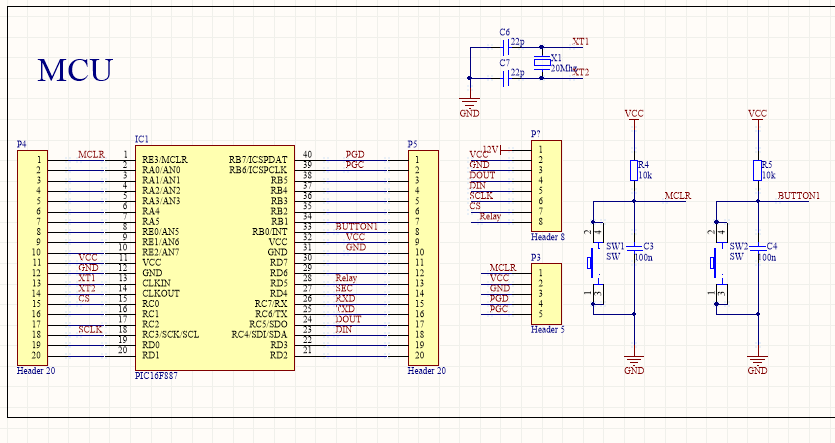 MCU
C6
22p
XT1
X1
20Mhz
C7
22p
XT2
GND
P4
1
2
3
4
5
6
7
8
9
10
11
12
13
14
15
16
17
18
19
20
Header 20
MCLR
VCC
GND
XT1
XT2
CS
SCLK
IC1
1 RE3/MCLR RB7/ICSPDAT 40 PGD
2 RA0/AN0 RB6/ICSPCLK 39 PGC
3 RA1/AN1 RB5 38
4 RA2/AN2 RB4 37
5 RA3/AN3 RB3 36
6 RA4 RB2 35
7 RA5 RB1 34
8 RE0/AN5 RB0/INT 33 BUTTON1
9 RE1/AN6 VCC 32 VCC
10 RE2/AN7 GND 31 GND
11 VCC RD7 30
12 GND RD6 29
13 CLKIN RD5 28 Relay
14 CLKOUT RD4 27 SEC
15 RC0 RC7/RX 26 RXD
16 RC1 RC6/TX 25 TXD
17 RC2 RC5/SDO 24 DOUT
18 RC3/SCK/SCL RC4/SDI/SDA 23 DIN
19 RD0 RD3 22
20 RD1 RD2 21
PIC16F887
P5
1
2
3
4
5
6
7
8
9
10
11
12
13
14
15
16
17
18
19
20
Header 20
P?
12V 1
VCC 2
GND 3
DOUT 4
DIN 5
SCLK 6
CS 7
Relay 8
Header 8
P3
MCLR 1
VCC 2
GND 3
PGD 4
PGC 5
Header 5
VCC
R4
10k
MCLR
2 4
SW1
SW
1 3
C3
100n
GND
VCC
R5
10k
BUTTON1
2 4
SW2
SW
1 3
C4
100n
GND